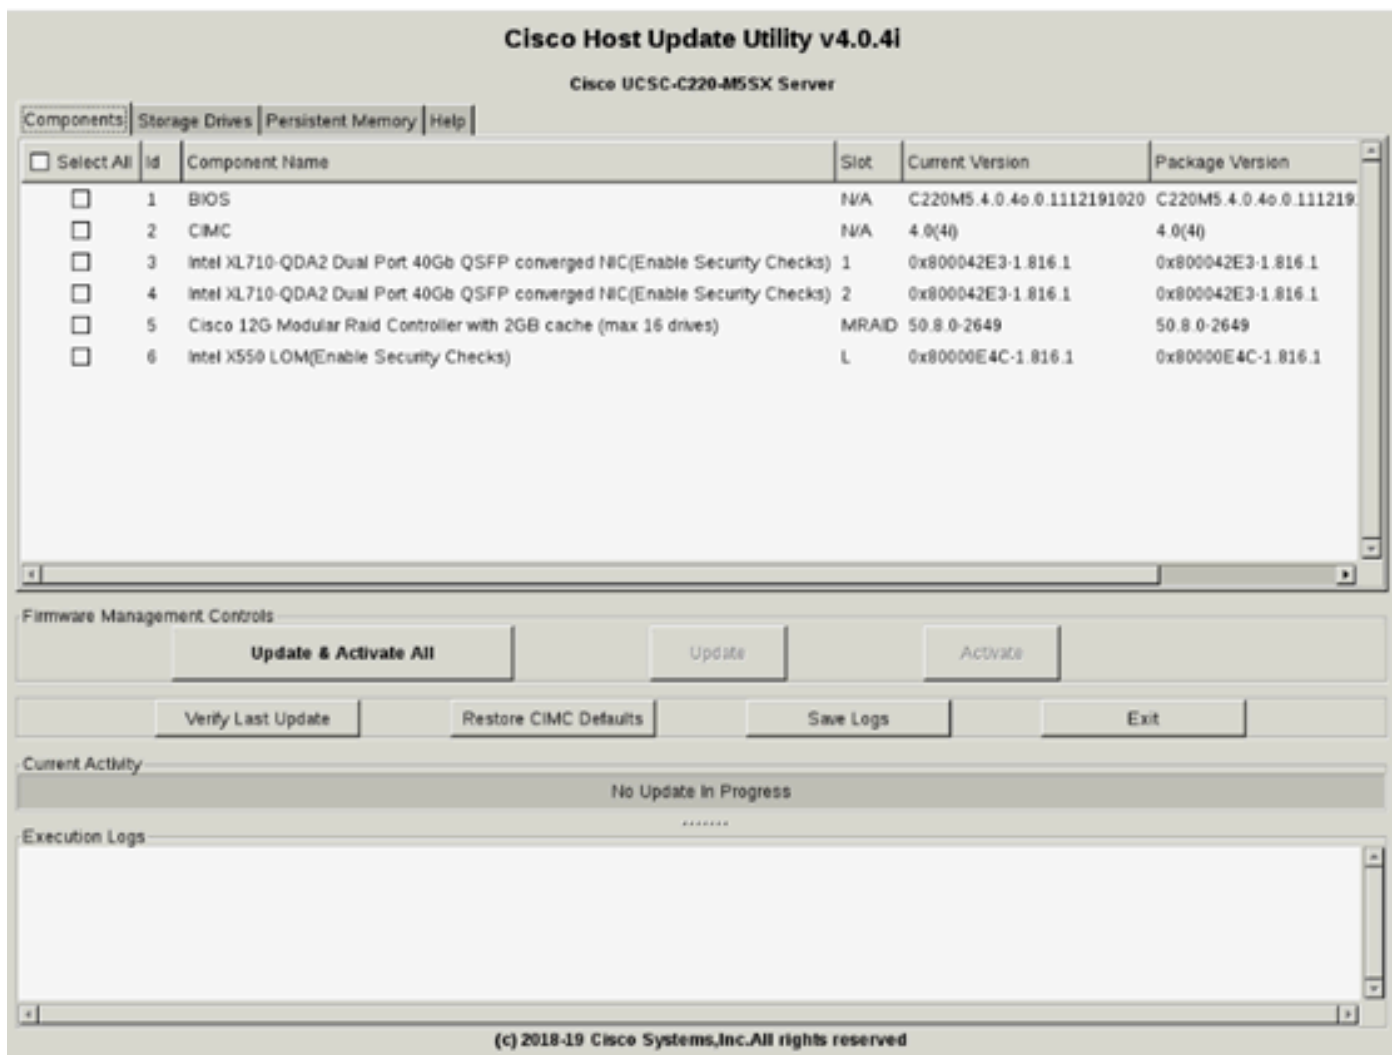 Cisco Host Update Utility v4.0.4i
Cisco UCSC-C220-M5SX Server
Components Storage Drives Persistent Memory Help
Select All Id Component Name Slot Current Version Package Version
1 BIOS N/A C220M5.4.0.4o.0.1112191020 C220M5.4.0.4o.0.111219
2 CIMC N/A 4.0(4i) 4.0(4i)
3 Intel XL710-QDA2 Dual Port 40Gb QSFP converged NIC(Enable Security Checks) 1 0x800042E3-1.816.1 0x800042E3-1.816.1
4 Intel XL710-QDA2 Dual Port 40Gb QSFP converged NIC(Enable Security Checks) 2 0x800042E3-1.816.1 0x800042E3-1.816.1
5 Cisco 12G Modular Raid Controller with 2GB cache (max 16 drives) MRAID 50.8.0-2649 50.8.0-2649
6 Intel X550 LOM(Enable Security Checks) L 0x80000E4C-1.816.1 0x80000E4C-1.816.1
Firmware Management Controls
Update & Activate All Update Activate
Verify Last Update Restore CIMC Defaults Save Logs Exit
Current Activity
No Update In Progress
Execution Logs
(c) 2018-19 Cisco Systems,Inc.All rights reserved